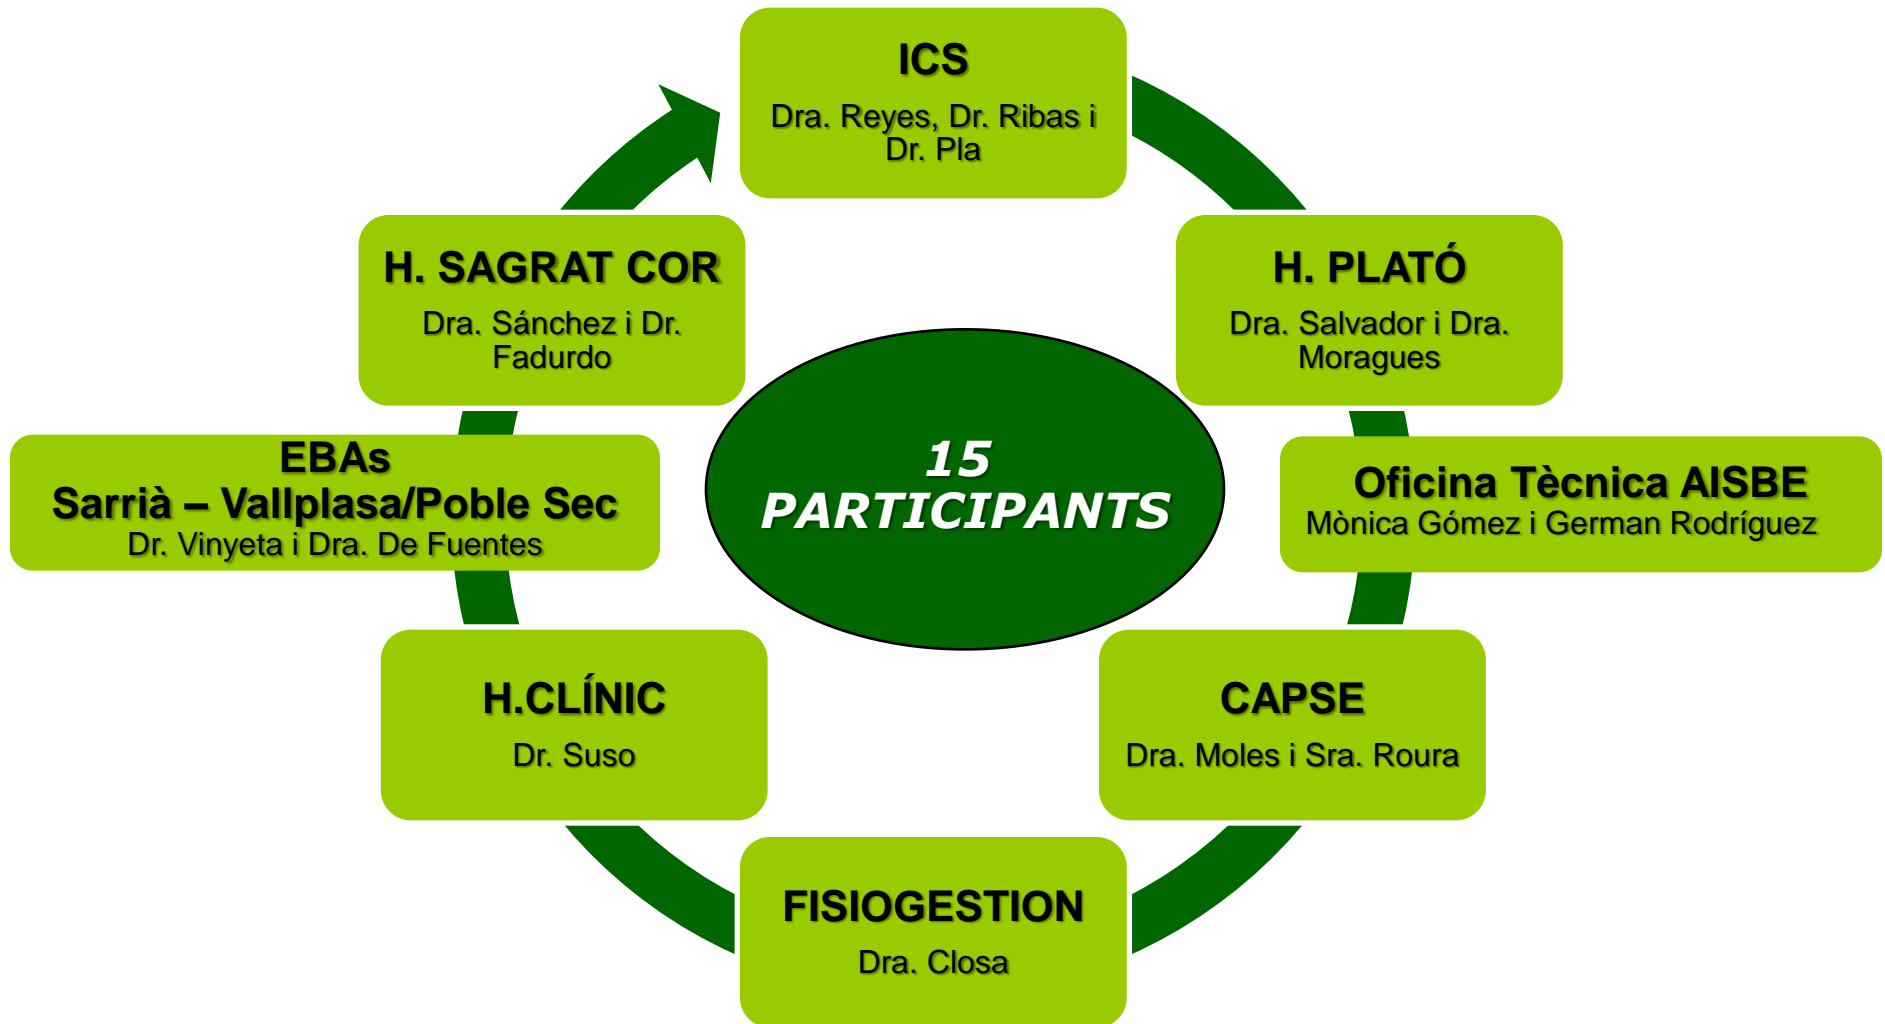 ICS
Dra. Reyes, Dr. Ribas i
Dr. Pla
H. PLATÓ
Dra. Salvador i Dra.
Moragues
Oficina Tècnica AISBE
Mònica Gómez i German Rodríguez
CAPSE
Dra. Moles i Sra. Roura
FISIOGESTION
Dra. Closa
H.CLÍNIC
Dr. Suso
EBAs
Sarrià – Vallplasa/Poble Sec
Dr. Vinyeta i Dra. De Fuentes
H. SAGRAT COR
Dra. Sánchez i Dr.
Fadurdo
15
PARTICIPANTS